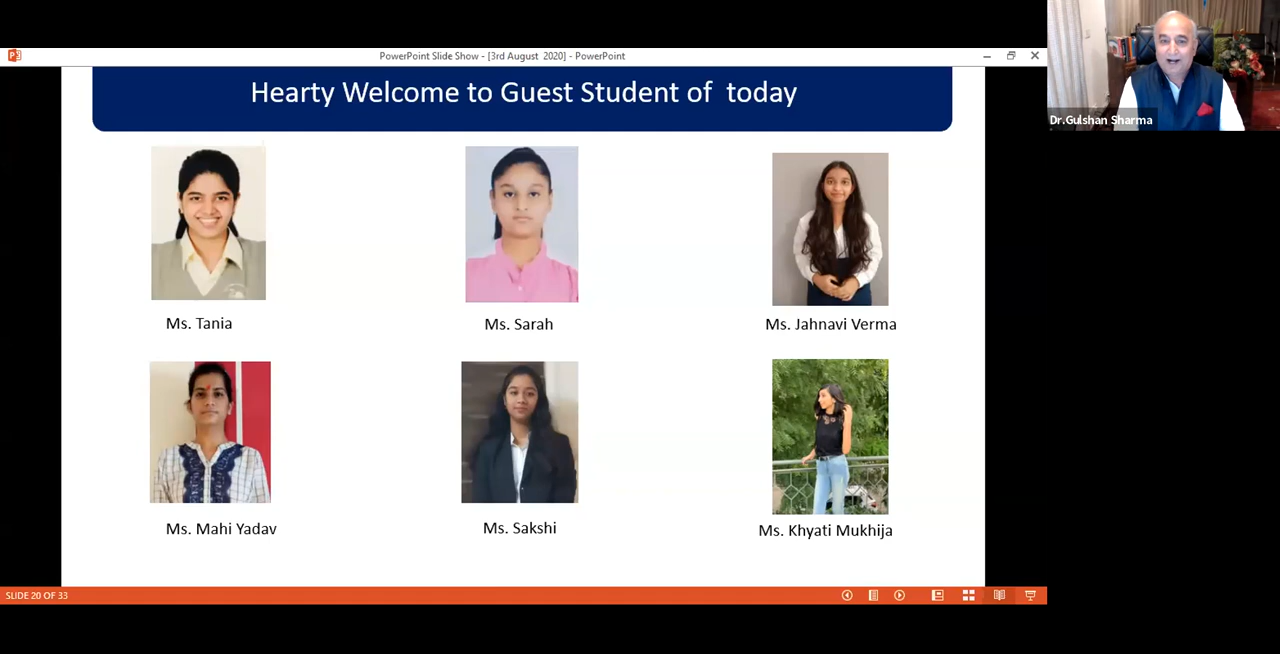 PowerPoint Slide Show - [3rd August 2020] - PowerPoint
Hearty Welcome to Guest Student of today
Dr.Gulshan Sharma
Ms. Tania
Ms. Sarah
Ms. Jahnavi Verma
Ms. Mahi Yadav
Ms. Sakshi
Ms. Khyati Mukhija
SLIDE 20 OF 33